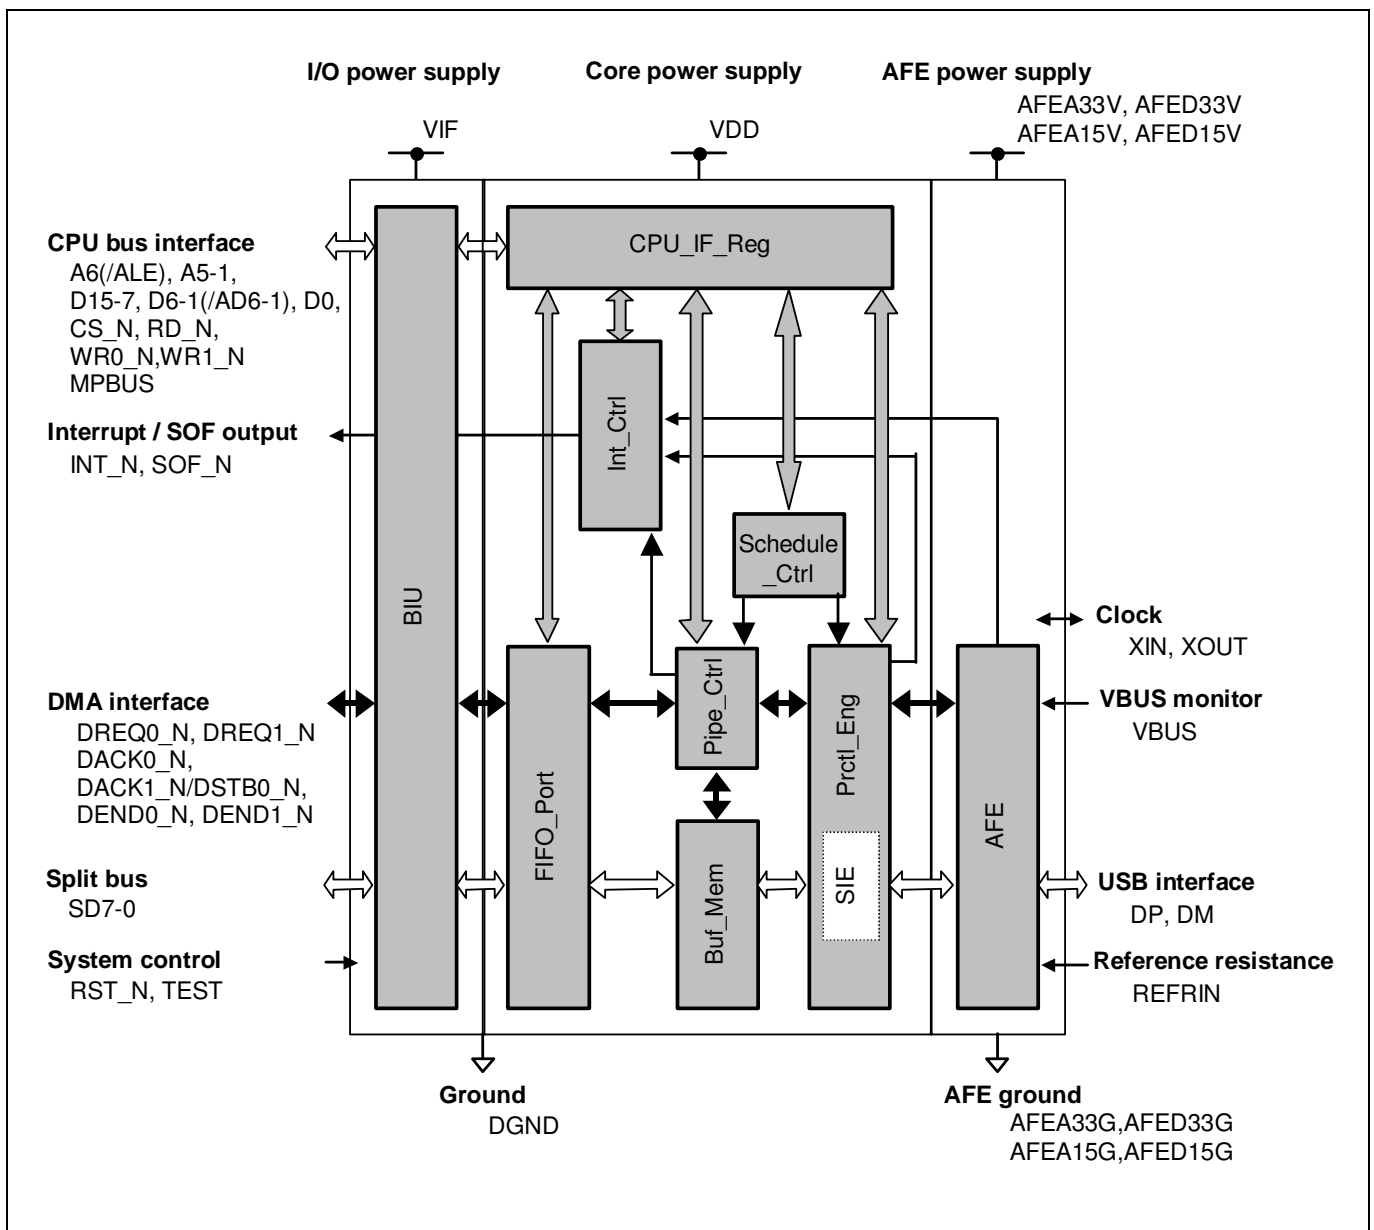 I/O power supply
VIF
Core power supply
VDD
AFE power supply
AFEA33V, AFED33V
AFEA15V, AFED15V
CPU bus interface
A6(/ALE), A5-1,
D15-7, D6-1(/AD6-1), D0,
CS_N, RD_N,
WR0_N,WR1_N
MPBUS
Interrupt / SOF output
INT_N, SOF_N
DMA interface
DREQ0_N, DREQ1_N
DACK0_N,
DACK1_N/DSTB0_N,
DEND0_N, DEND1_N
Split bus
SD7-0
System control
RST_N, TEST
BIU
CPU_IF_Reg
Int_Ctrl
Schedule
_Ctrl
FIFO_Port
Pipe_Ctrl
Buf_Mem
Prctl_Eng
SIE
AFE
Clock
XIN, XOUT
VBUS monitor
VBUS
USB interface
DP, DM
Reference resistance
REFRIN
Ground
DGND
AFE ground
AFEA33G,AFED33G
AFEA15G,AFED15G